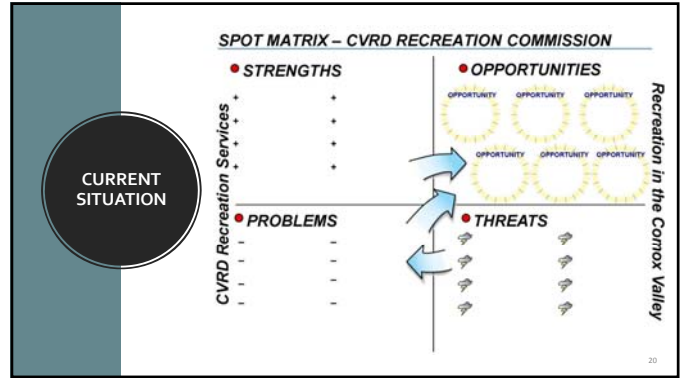 SPOT MATRIX – CVRD RECREATION COMMISSION
STRENGTHS
OPPORTUNITIES
+ +
+ +
+ +
+ +
OPPORTUNITY OPPORTUNITY OPPORTUNITY
OPPORTUNITY OPPORTUNITY OPPORTUNITY
CURRENT
SITUATION
CVRD Recreation Services
Recreation in the Comox Valley
PROBLEMS
THREATS
– –
– –
– –
– –
20